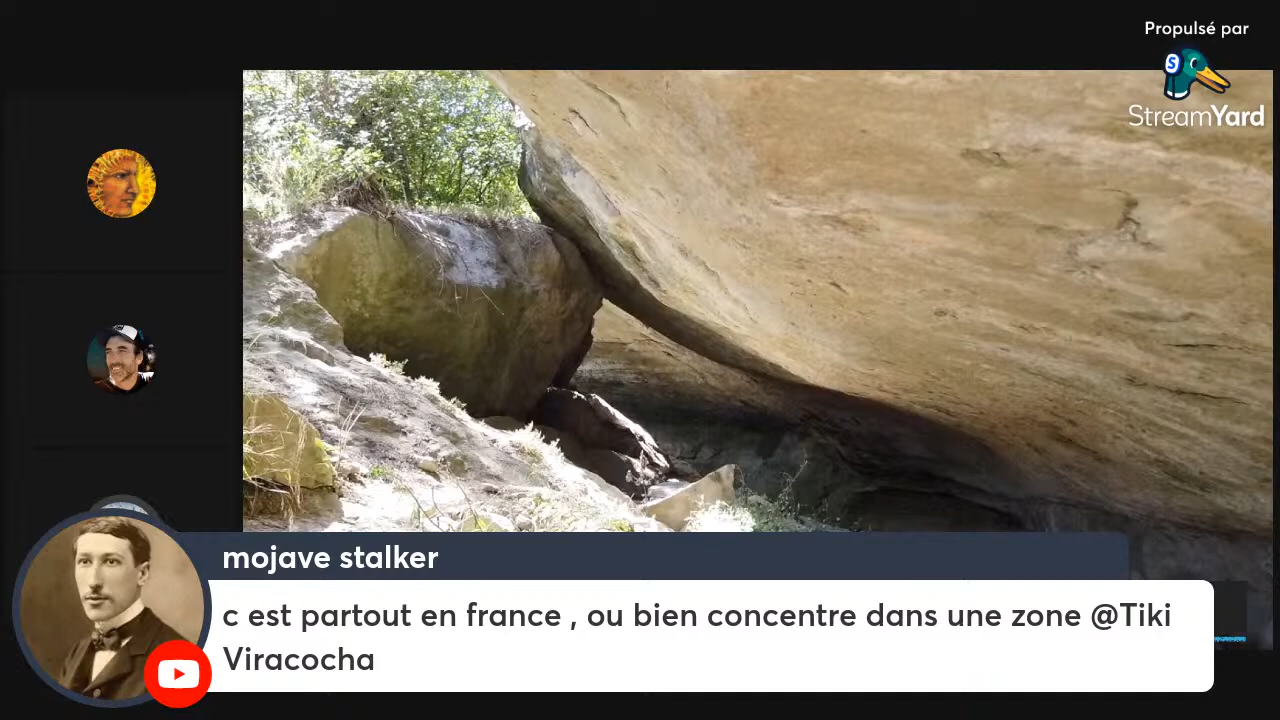 Propulsé par
StreamYard
mojave stalker
c est partout en france , ou bien concentre dans une zone @Tiki
Viracocha